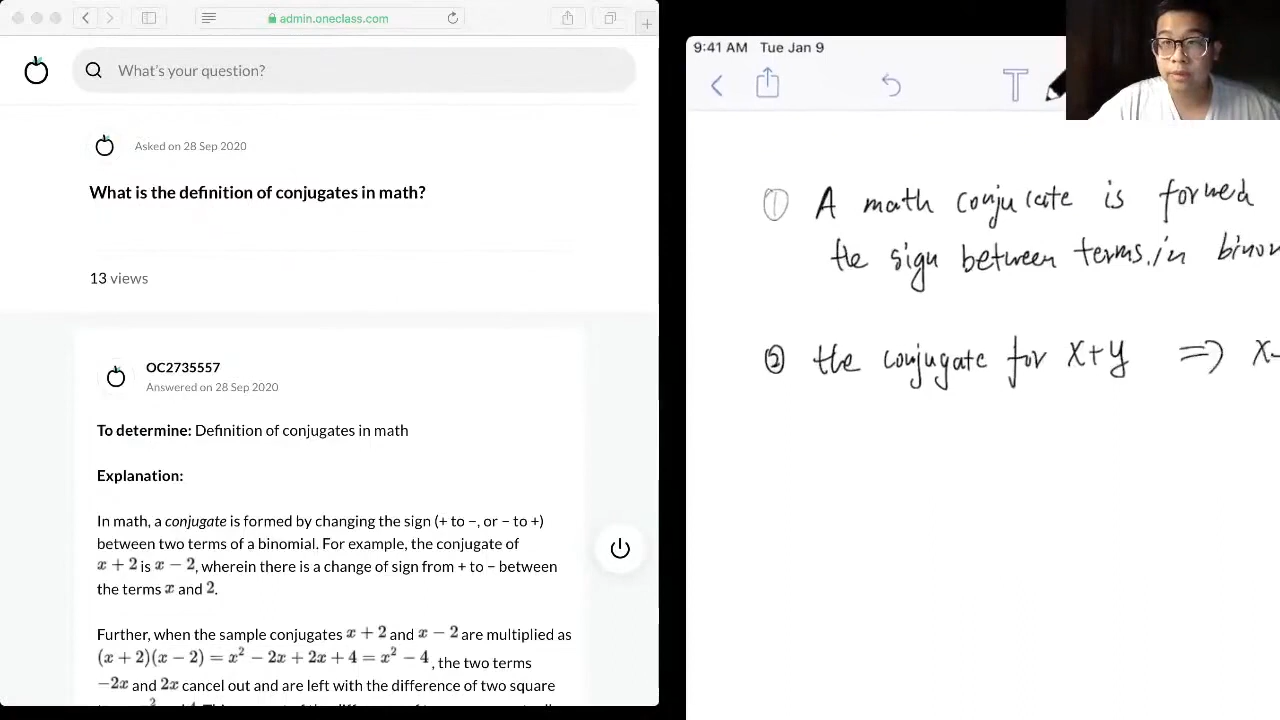 admin.oneclass.com
What's your question?
Asked on 28 Sep 2020
What is the definition of conjugates in math?
13 views
OC2735557
Answered on 28 Sep 2020
To determine: Definition of conjugates in math
Explanation:
In math, a conjugate is formed by changing the sign (+ to −, or − to +)
between two terms of a binomial. For example, the conjugate of
x + 2 is x − 2, wherein there is a change of sign from + to − between
the terms x and 2.
Further, when the sample conjugates x + 2 and x − 2 are multiplied as
(x + 2)(x − 2) = x² − 2x + 2x + 4 = x² − 4, the two terms
−2x and 2x cancel out and are left with the difference of two square
9:41 AM Tue Jan 9
T
① A math is formed
the sign between terms. in
② the conjugate for x+y ⇒ x-